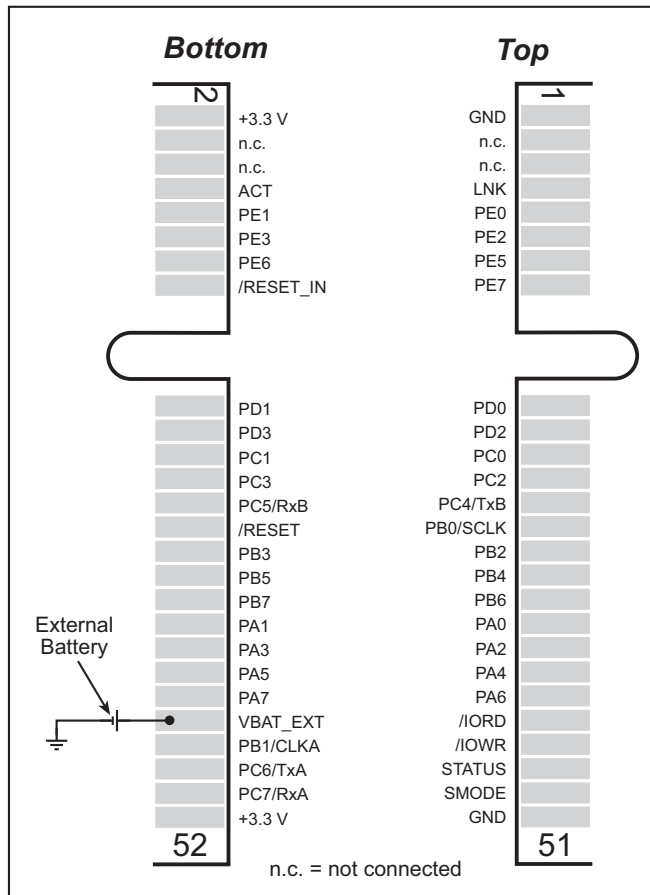 Bottom
Top
2
1
+3.3 V
GND
n.c.
n.c.
n.c.
n.c.
ACT
LNK
PE1
PE0
PE3
PE2
PE6
PE5
/RESET_IN
PE7
PD1
PD0
PD3
PD2
PC1
PC0
PC3
PC2
PC5/RxB
PC4/TxB
/RESET
PB0/SCLK
PB3
PB2
PB5
PB4
PB7
PB6
External
Battery
PA1
PA0
PA3
PA2
PA5
PA4
PA7
PA6
VBAT_EXT
/IORD
PB1/CLKA
/IOWR
PC6/TxA
STATUS
PC7/RxA
SMODE
+3.3 V
GND
52
51
n.c. = not connected